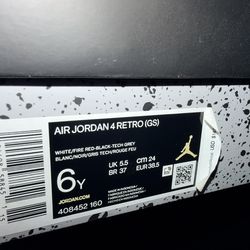 AIR JORDAN 4 RETRO (GS)
WHITE/FIRE RED-BLACK-TECH GREY
BLANC/NOIR/GRIS TECH/ROUGE FEU
6Y
UK 5.5
CM 24
BR 37
EUR 38.5
JORDAN.COM
408452 160